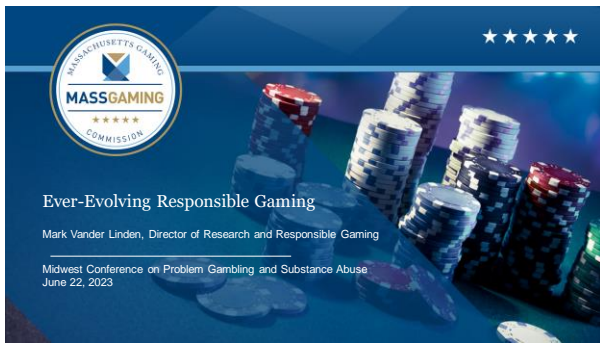 MASSACHUSETTS GAMING
MASSGAMING
COMMISSION
Ever-Evolving Responsible Gaming
Mark Vander Linden, Director of Research and Responsible Gaming
Midwest Conference on Problem Gambling and Substance Abuse
June 22, 2023